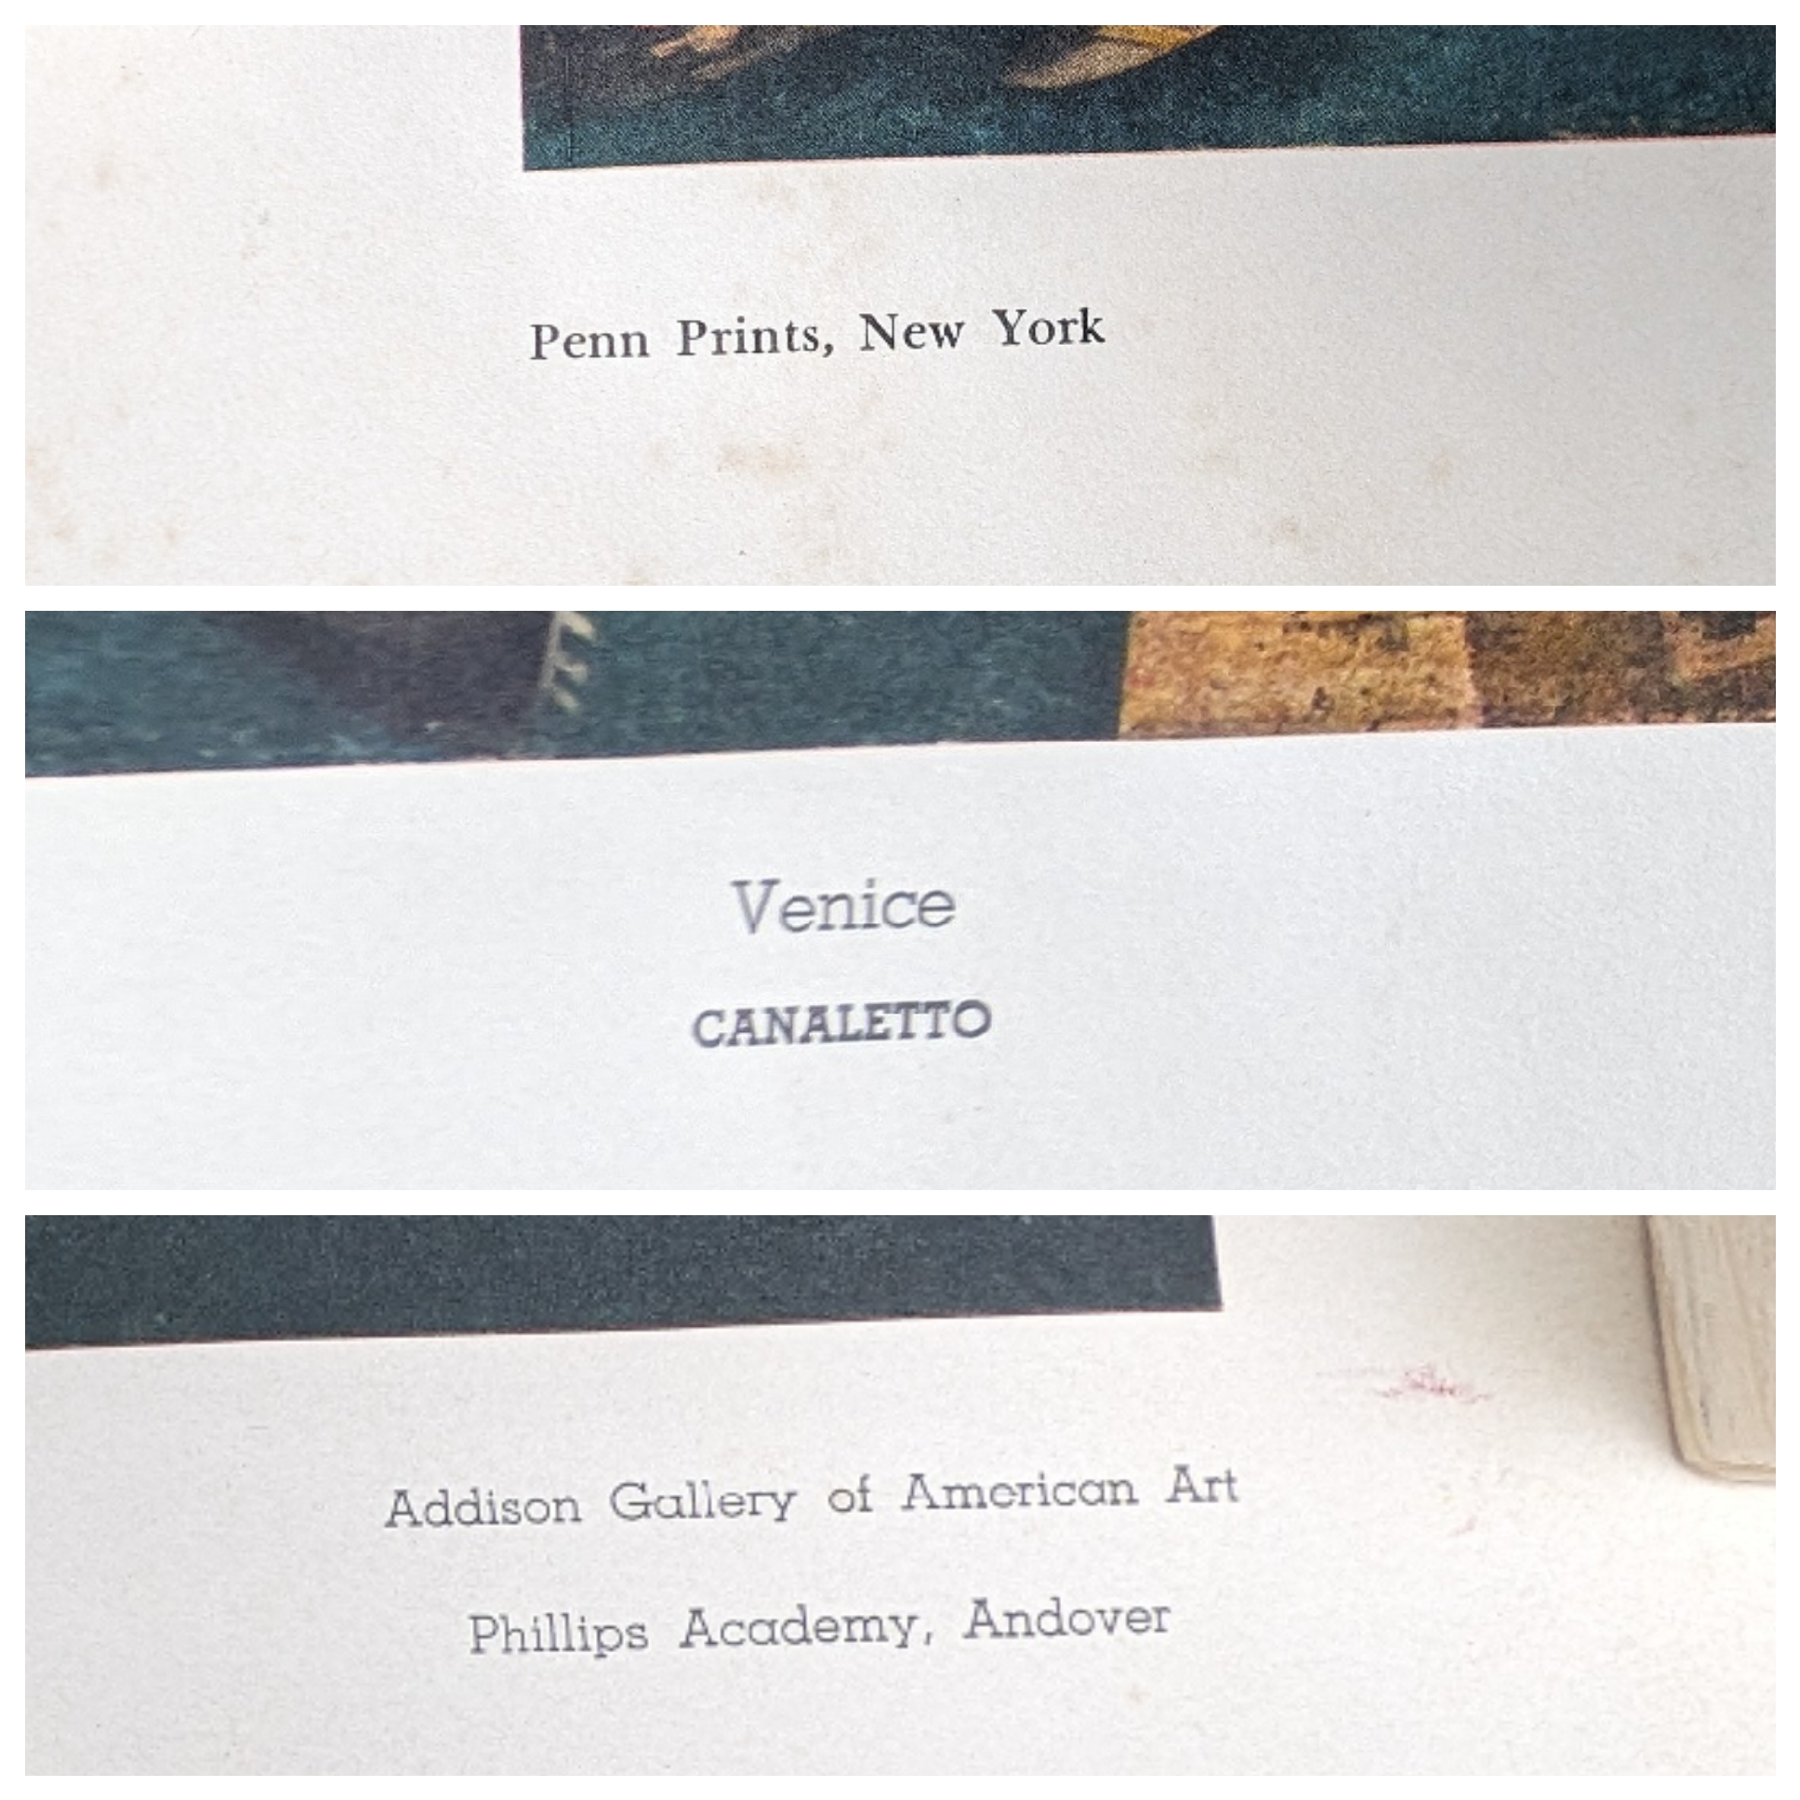 Penn Prints, New York
Venice
CANALETTO
Addison Gallery of American Art
Phillips Academy, Andover